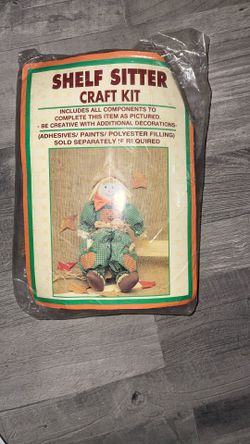 SHELF SITTER
CRAFT KIT
INCLUDES ALL COMPONENTS TO
COMPLETE THIS ITEM AS PICTURED.
- BE CREATIVE WITH ADDITIONAL DECORATIONS-
(ADHESIVES/ PAINTS/ POLYESTER FILLING)
SOLD SEPARATELY IF REQUIRED